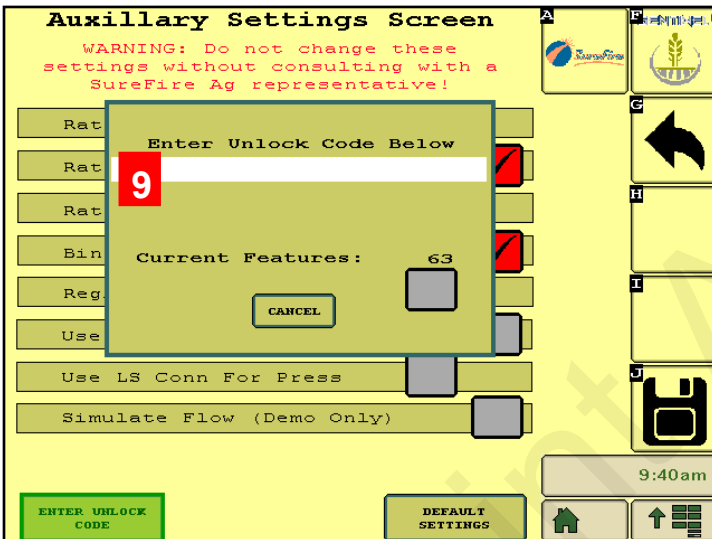 Auxillary Settings Screen
WARNING: Do not change these
settings without consulting with a
SureFire Ag representative!
Rat
Enter Unlock Code Below
Rat
9
Rat
Bin
Current Features: 63
Reg
CANCEL
Use
Use LS Conn For Press
Simulate Flow (Demo Only)
ENTER UNLOCK
CODE
DEFAULT
SETTINGS
A
SureFire
F
G
H
I
J
9:40am